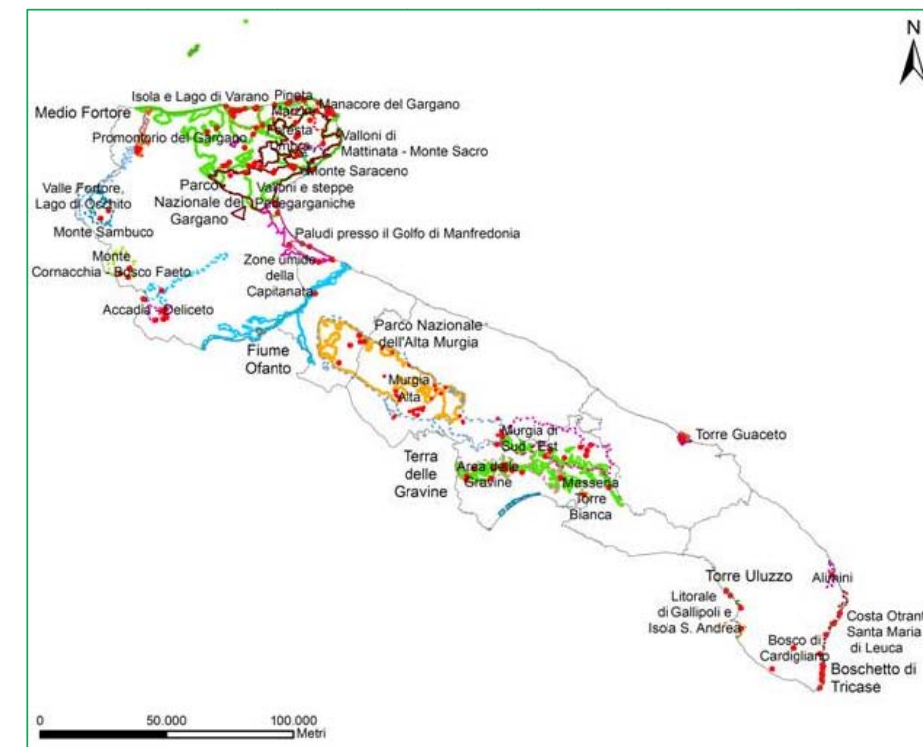 N
Isola e Lago di Varano
Pineta
Marzini
Manacore del Gargano
Medio Fortore
Promontorio del Gargano
Foresta
Umbra
Valloni di
Mattinata - Monte Sacro
Monte Saraceno
Valle Fortore,
Lago di Occhito
Parco
Nazionale del
Gargano
Valloni e steppe
Pedegarganiche
Monte Sambuco
Paludi presso il Golfo di Manfredonia
Monte
Cornacchia - Bosco Faeto
Zone umide
della
Capitanata
Accadia - Deliceto
Fiume
Ofanto
Parco Nazionale
dell'Alta Murgia
Murgia
Alta
Murgia di
Sud - Est
Torre Guaceto
Terra
delle
Gravine
Area delle
Gravine
Masseria
Torre
Bianca
Torre Uluzzo
Alimini
Litorale
di Gallipoli e
Isola S. Andrea
Costa Otrant
Santa Maria
di Leuca
Bosco di
Cardigliano
Boschetto di
Tricase
0 50.000 100.000
Metri